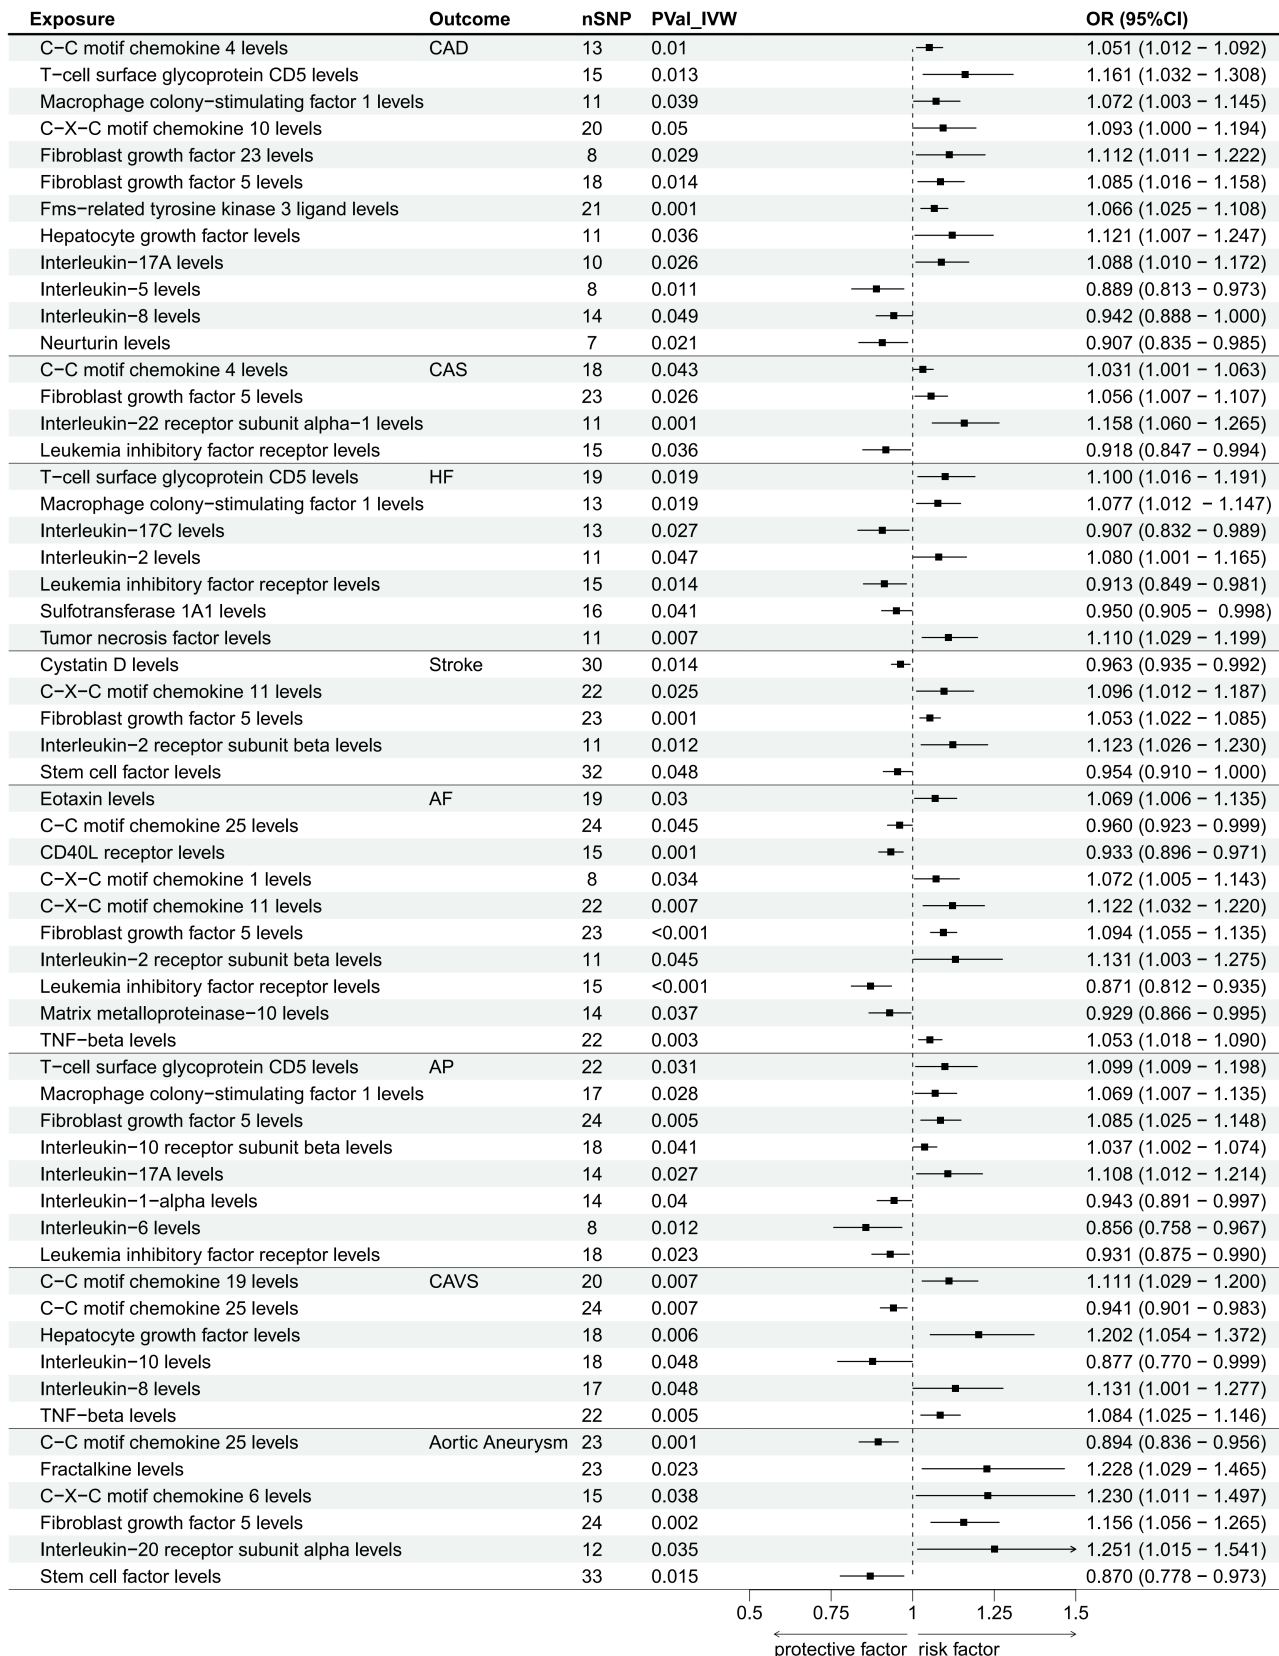 Exposure Outcome nSNP PVal_IVW OR (95%CI)
C−C motif chemokine 4 levels CAD 13 0.01 1.051 (1.012 − 1.092)
T−cell surface glycoprotein CD5 levels 15 0.013 1.161 (1.032 − 1.308)
Macrophage colony−stimulating factor 1 levels 11 0.039 1.072 (1.003 − 1.145)
C−X−C motif chemokine 10 levels 20 0.05 1.093 (1.000 − 1.194)
Fibroblast growth factor 23 levels 8 0.029 1.112 (1.011 − 1.222)
Fibroblast growth factor 5 levels 18 0.014 1.085 (1.016 − 1.158)
Fms−related tyrosine kinase 3 ligand levels 21 0.001 1.066 (1.025 − 1.108)
Hepatocyte growth factor levels 11 0.036 1.121 (1.007 − 1.247)
Interleukin−17A levels 10 0.026 1.088 (1.010 − 1.172)
Interleukin−5 levels 8 0.011 0.889 (0.813 − 0.973)
Interleukin−8 levels 14 0.049 0.942 (0.888 − 1.000)
Neurturin levels 7 0.021 0.907 (0.835 − 0.985)
C−C motif chemokine 4 levels CAS 18 0.043 1.031 (1.001 − 1.063)
Fibroblast growth factor 5 levels 23 0.026 1.056 (1.007 − 1.107)
Interleukin−22 receptor subunit alpha−1 levels 11 0.001 1.158 (1.060 − 1.265)
Leukemia inhibitory factor receptor levels 15 0.036 0.918 (0.847 − 0.994)
T−cell surface glycoprotein CD5 levels HF 19 0.019 1.100 (1.016 − 1.191)
Macrophage colony−stimulating factor 1 levels 13 0.019 1.077 (1.012 − 1.147)
Interleukin−17C levels 13 0.027 0.907 (0.832 − 0.989)
Interleukin−2 levels 11 0.047 1.080 (1.001 − 1.165)
Leukemia inhibitory factor receptor levels 15 0.014 0.913 (0.849 − 0.981)
Sulfotransferase 1A1 levels 16 0.041 0.950 (0.905 − 0.998)
Tumor necrosis factor levels 11 0.007 1.110 (1.029 − 1.199)
Cystatin D levels Stroke 30 0.014 0.963 (0.935 − 0.992)
C−X−C motif chemokine 11 levels 22 0.025 1.096 (1.012 − 1.187)
Fibroblast growth factor 5 levels 23 0.001 1.053 (1.022 − 1.085)
Interleukin−2 receptor subunit beta levels 11 0.012 1.123 (1.026 − 1.230)
Stem cell factor levels 32 0.048 0.954 (0.910 − 1.000)
Eotaxin levels AF 19 0.03 1.069 (1.006 − 1.135)
C−C motif chemokine 25 levels 24 0.045 0.960 (0.923 − 0.999)
CD40L receptor levels 15 0.001 0.933 (0.896 − 0.971)
C−X−C motif chemokine 1 levels 8 0.034 1.072 (1.005 − 1.143)
C−X−C motif chemokine 11 levels 22 0.007 1.122 (1.032 − 1.220)
Fibroblast growth factor 5 levels 23 <0.001 1.094 (1.055 − 1.135)
Interleukin−2 receptor subunit beta levels 11 0.045 1.131 (1.003 − 1.275)
Leukemia inhibitory factor receptor levels 15 <0.001 0.871 (0.812 − 0.935)
Matrix metalloproteinase−10 levels 14 0.037 0.929 (0.866 − 0.995)
TNF−beta levels 22 0.003 1.053 (1.018 − 1.090)
T−cell surface glycoprotein CD5 levels AP 22 0.031 1.099 (1.009 − 1.198)
Macrophage colony−stimulating factor 1 levels 17 0.028 1.069 (1.007 − 1.135)
Fibroblast growth factor 5 levels 24 0.005 1.085 (1.025 − 1.148)
Interleukin−10 receptor subunit beta levels 18 0.041 1.037 (1.002 − 1.074)
Interleukin−17A levels 14 0.027 1.108 (1.012 − 1.214)
Interleukin−1−alpha levels 14 0.04 0.943 (0.891 − 0.997)
Interleukin−6 levels 8 0.012 0.856 (0.758 − 0.967)
Leukemia inhibitory factor receptor levels 18 0.023 0.931 (0.875 − 0.990)
C−C motif chemokine 19 levels CAVS 20 0.007 1.111 (1.029 − 1.200)
C−C motif chemokine 25 levels 24 0.007 0.941 (0.901 − 0.983)
Hepatocyte growth factor levels 18 0.006 1.202 (1.054 − 1.372)
Interleukin−10 levels 18 0.048 0.877 (0.770 − 0.999)
Interleukin−8 levels 17 0.048 1.131 (1.001 − 1.277)
TNF−beta levels 22 0.005 1.084 (1.025 − 1.146)
C−C motif chemokine 25 levels Aortic Aneurysm 23 0.001 0.894 (0.836 − 0.956)
Fractalkine levels 23 0.023 1.228 (1.029 − 1.465)
C−X−C motif chemokine 6 levels 15 0.038 1.230 (1.011 − 1.497)
Fibroblast growth factor 5 levels 24 0.002 1.156 (1.056 − 1.265)
Interleukin−20 receptor subunit alpha levels 12 0.035 1.251 (1.015 − 1.541)
Stem cell factor levels 33 0.015 0.870 (0.778 − 0.973)
0.5 0.75 1 1.25 1.5
protective factor risk factor